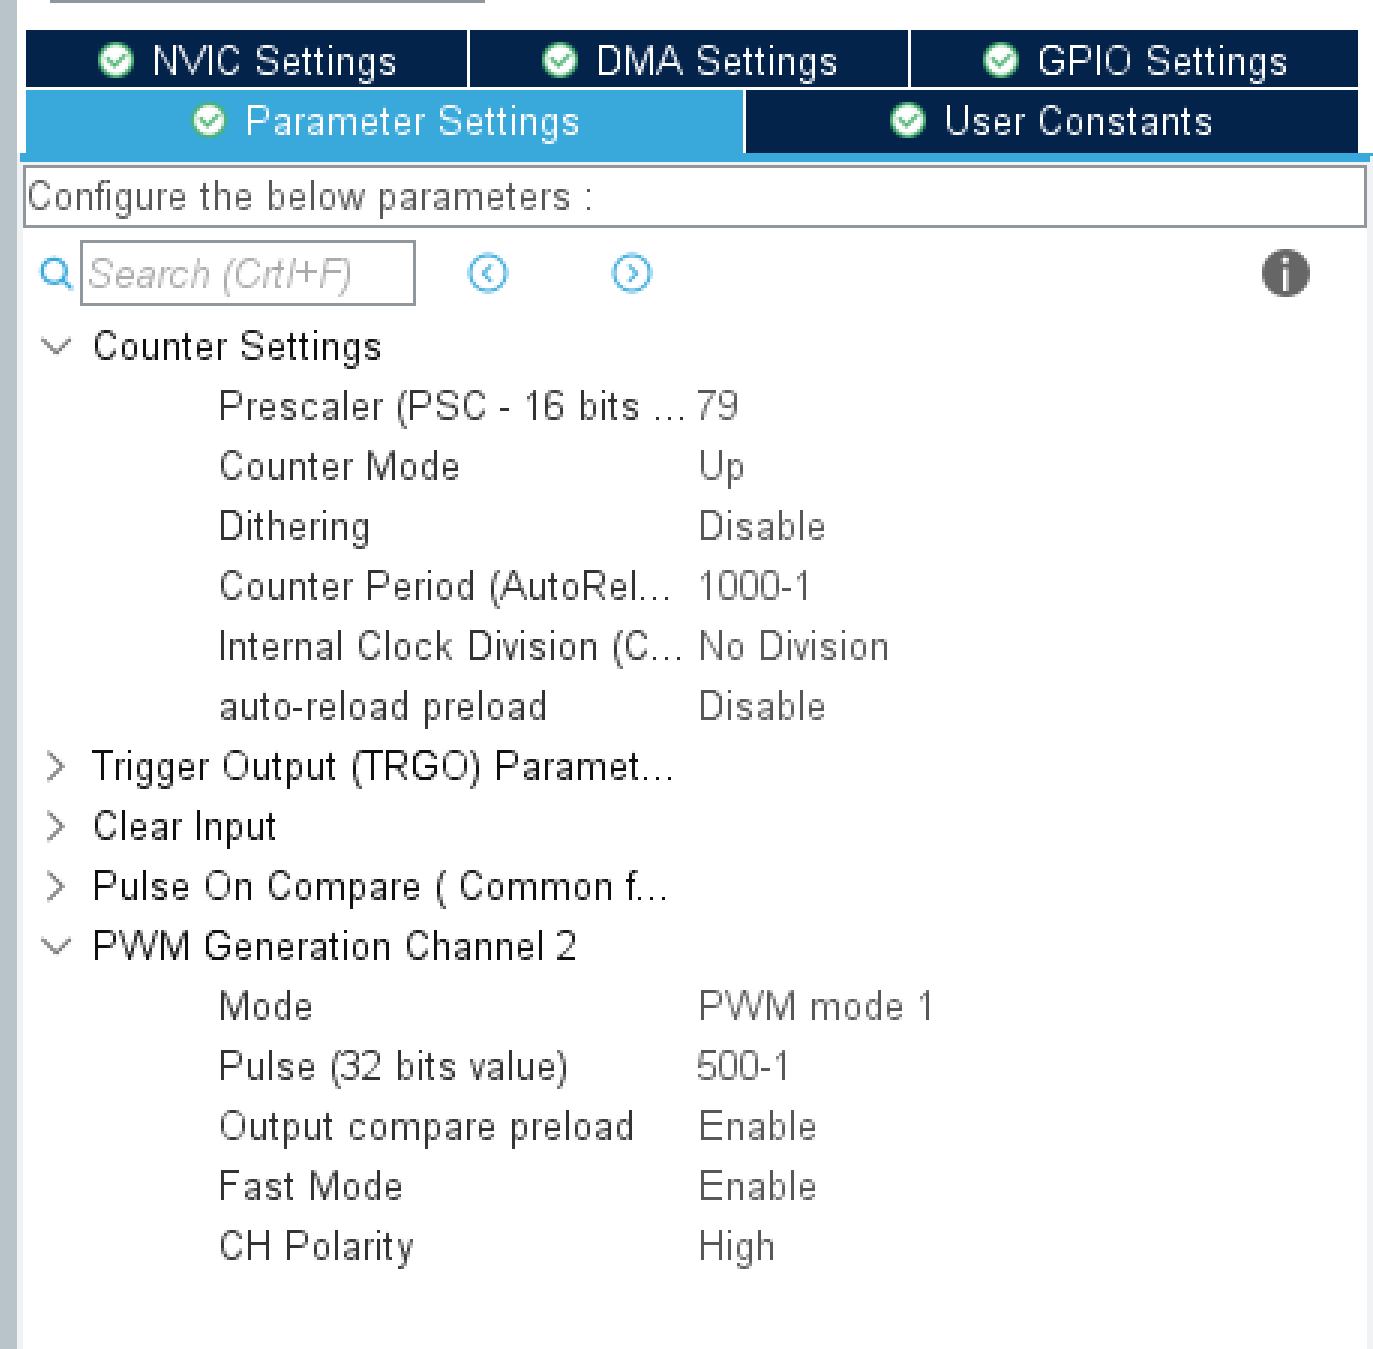 NVIC Settings DMA Settings GPIO Settings
Parameter Settings User Constants
Configure the below parameters :
Search (Crtl+F)
Counter Settings
Prescaler (PSC - 16 bits ... 79
Counter Mode Up
Dithering Disable
Counter Period (AutoRel... 1000-1
Internal Clock Division (C... No Division
auto-reload preload Disable
Trigger Output (TRGO) Paramet...
Clear Input
Pulse On Compare ( Common f...
PWM Generation Channel 2
Mode PWM mode 1
Pulse (32 bits value) 500-1
Output compare preload Enable
Fast Mode Enable
CH Polarity High